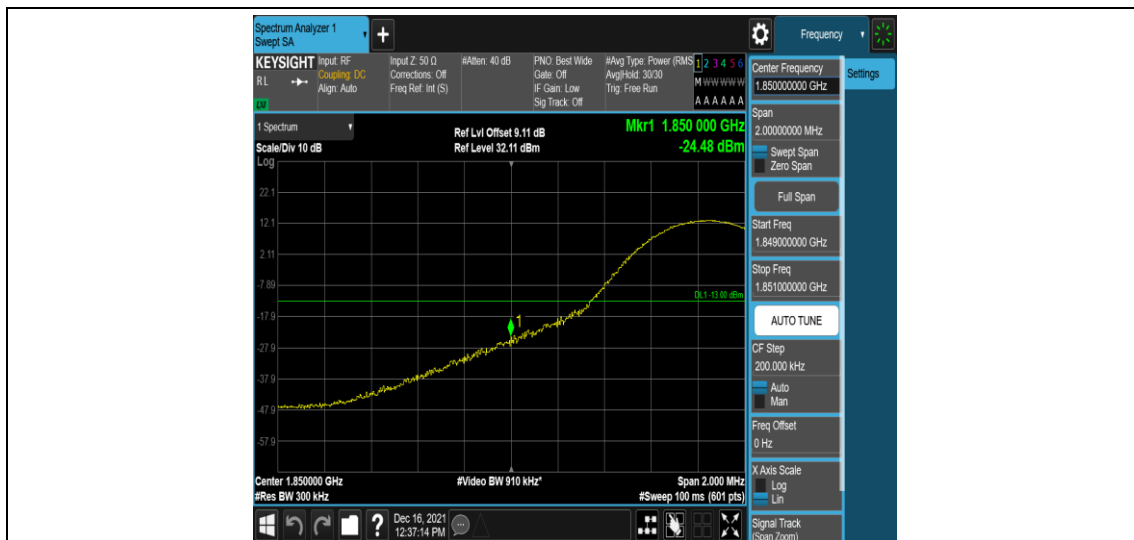 Spectrum Analyzer 1
Swept SA
+
Frequency
KEYSIGHT
RL
LXI
Input: RF
Coupling: DC
Align: Auto
Input Z: 50 Ω
Corrections: Off
Freq Ref: Int (S)
#Atten: 40 dB
PNO: Best Wide
Gate: Off
IF Gain: Low
Sig Track: Off
#Avg Type: Power (RMS
Avg|Hold: 30/30
Trig: Free Run
1 2 3 4 5 6
M W W W W W
A A A A A A
1 Spectrum
Scale/Div 10 dB
Ref Lvl Offset 9.11 dB
Ref Level 32.11 dBm
Mkr1 1.850 000 GHz
-24.48 dBm
Log
22.1
12.1
2.11
-7.89
-17.9
-27.9
-37.9
-47.9
-57.9
DL1 -13.00 dBm
1
Center 1.85000 GHz
#Res BW 300 kHz
#Video BW 910 kHz*
Span 2.000 MHz
#Sweep 100 ms (601 pts)
?
Dec 16, 2021
12:37:14 PM
Center Frequency
1.850000000 GHz
Settings
Span
2.00000000 MHz
Swept Span
Zero Span
Full Span
Start Freq
1.849000000 GHz
Stop Freq
1.851000000 GHz
AUTO TUNE
CF Step
200.000 kHz
Auto
Man
Freq Offset
0 Hz
X Axis Scale
Log
Lin
Signal Track
(Span Zoom)